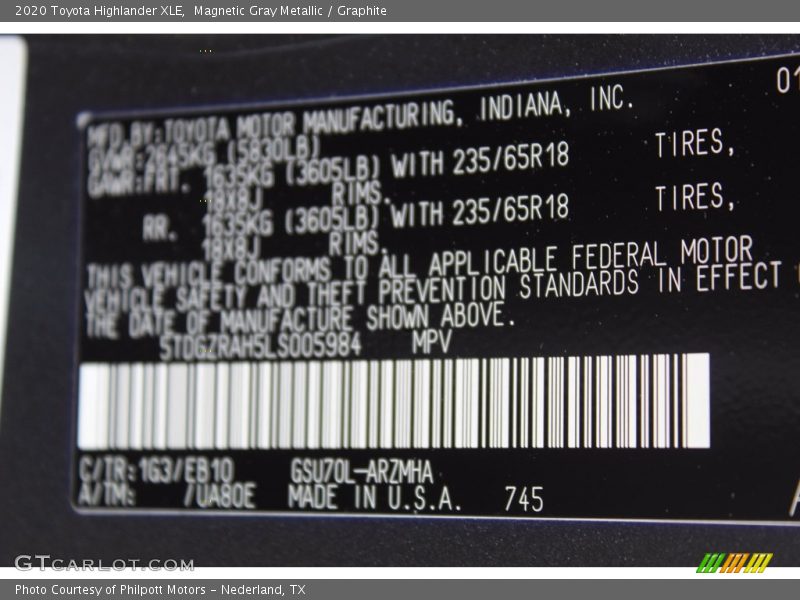 2020 Toyota Highlander XLE, Magnetic Gray Metallic / Graphite
01
MFD BY:TOYOTA MOTOR MANUFACTURING, INDIANA, INC.
GVWR:2645KG (5830LB)
GAWR:FRT. 1635KG (3605LB) WITH 235/65R18 TIRES,
18X8J RIMS.
RR. 1635KG (3605LB) WITH 235/65R18 TIRES,
18X8J RIMS.
THIS VEHICLE CONFORMS TO ALL APPLICABLE FEDERAL MOTOR
VEHICLE SAFETY AND THEFT PREVENTION STANDARDS IN EFFECT
THE DATE OF MANUFACTURE SHOWN ABOVE.
5TDGZRAH5LS005984 MPV
C/TR:1G3/EB10 GSU70L-ARZMHA
A/TM: /UA80E MADE IN U.S.A. 745
GTCARLOT.COM
Photo Courtesy of Philpott Motors - Nederland, TX